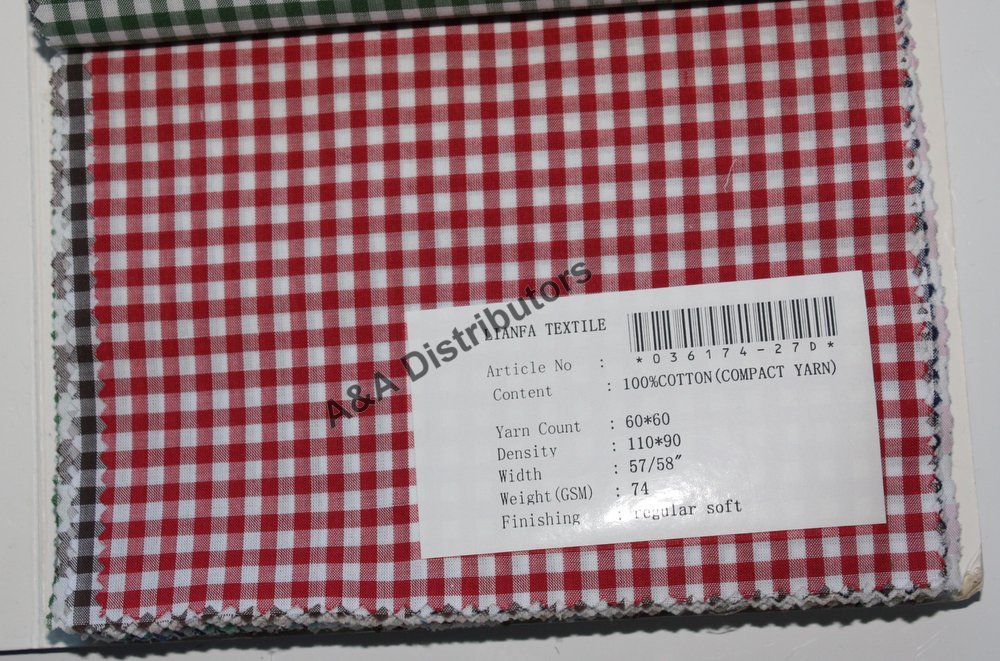 LIANFA TEXTILE
*036174-27D*
Article No :
Content : 100%COTTON(COMPACT YARN)
Yarn Count : 60*60
Density : 110*90
Width : 57/58"
Weight(GSM) : 74
Finishing : regular soft
A&A Distributors